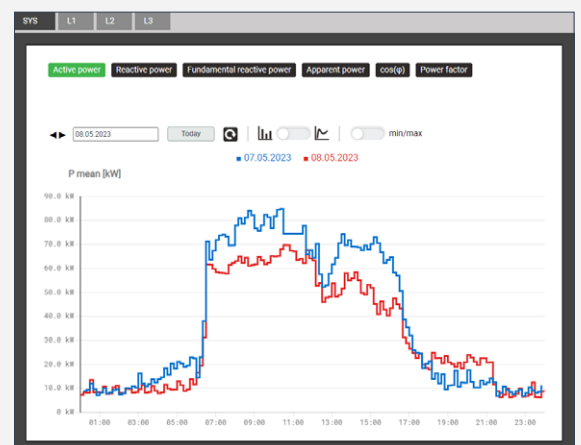 SYS L1 L2 L3
Active power Reactive power Fundamental reactive power Apparent power cos(φ) Power factor
08.05.2023 Today min/max
07.05.2023 08.05.2023
P mean [kW]
90.0 kW
80.0 kW
70.0 kW
60.0 kW
50.0 kW
40.0 kW
30.0 kW
20.0 kW
10.0 kW
0 kW
01:00 03:00 05:00 07:00 09:00 11:00 13:00 15:00 17:00 19:00 21:00 23:00